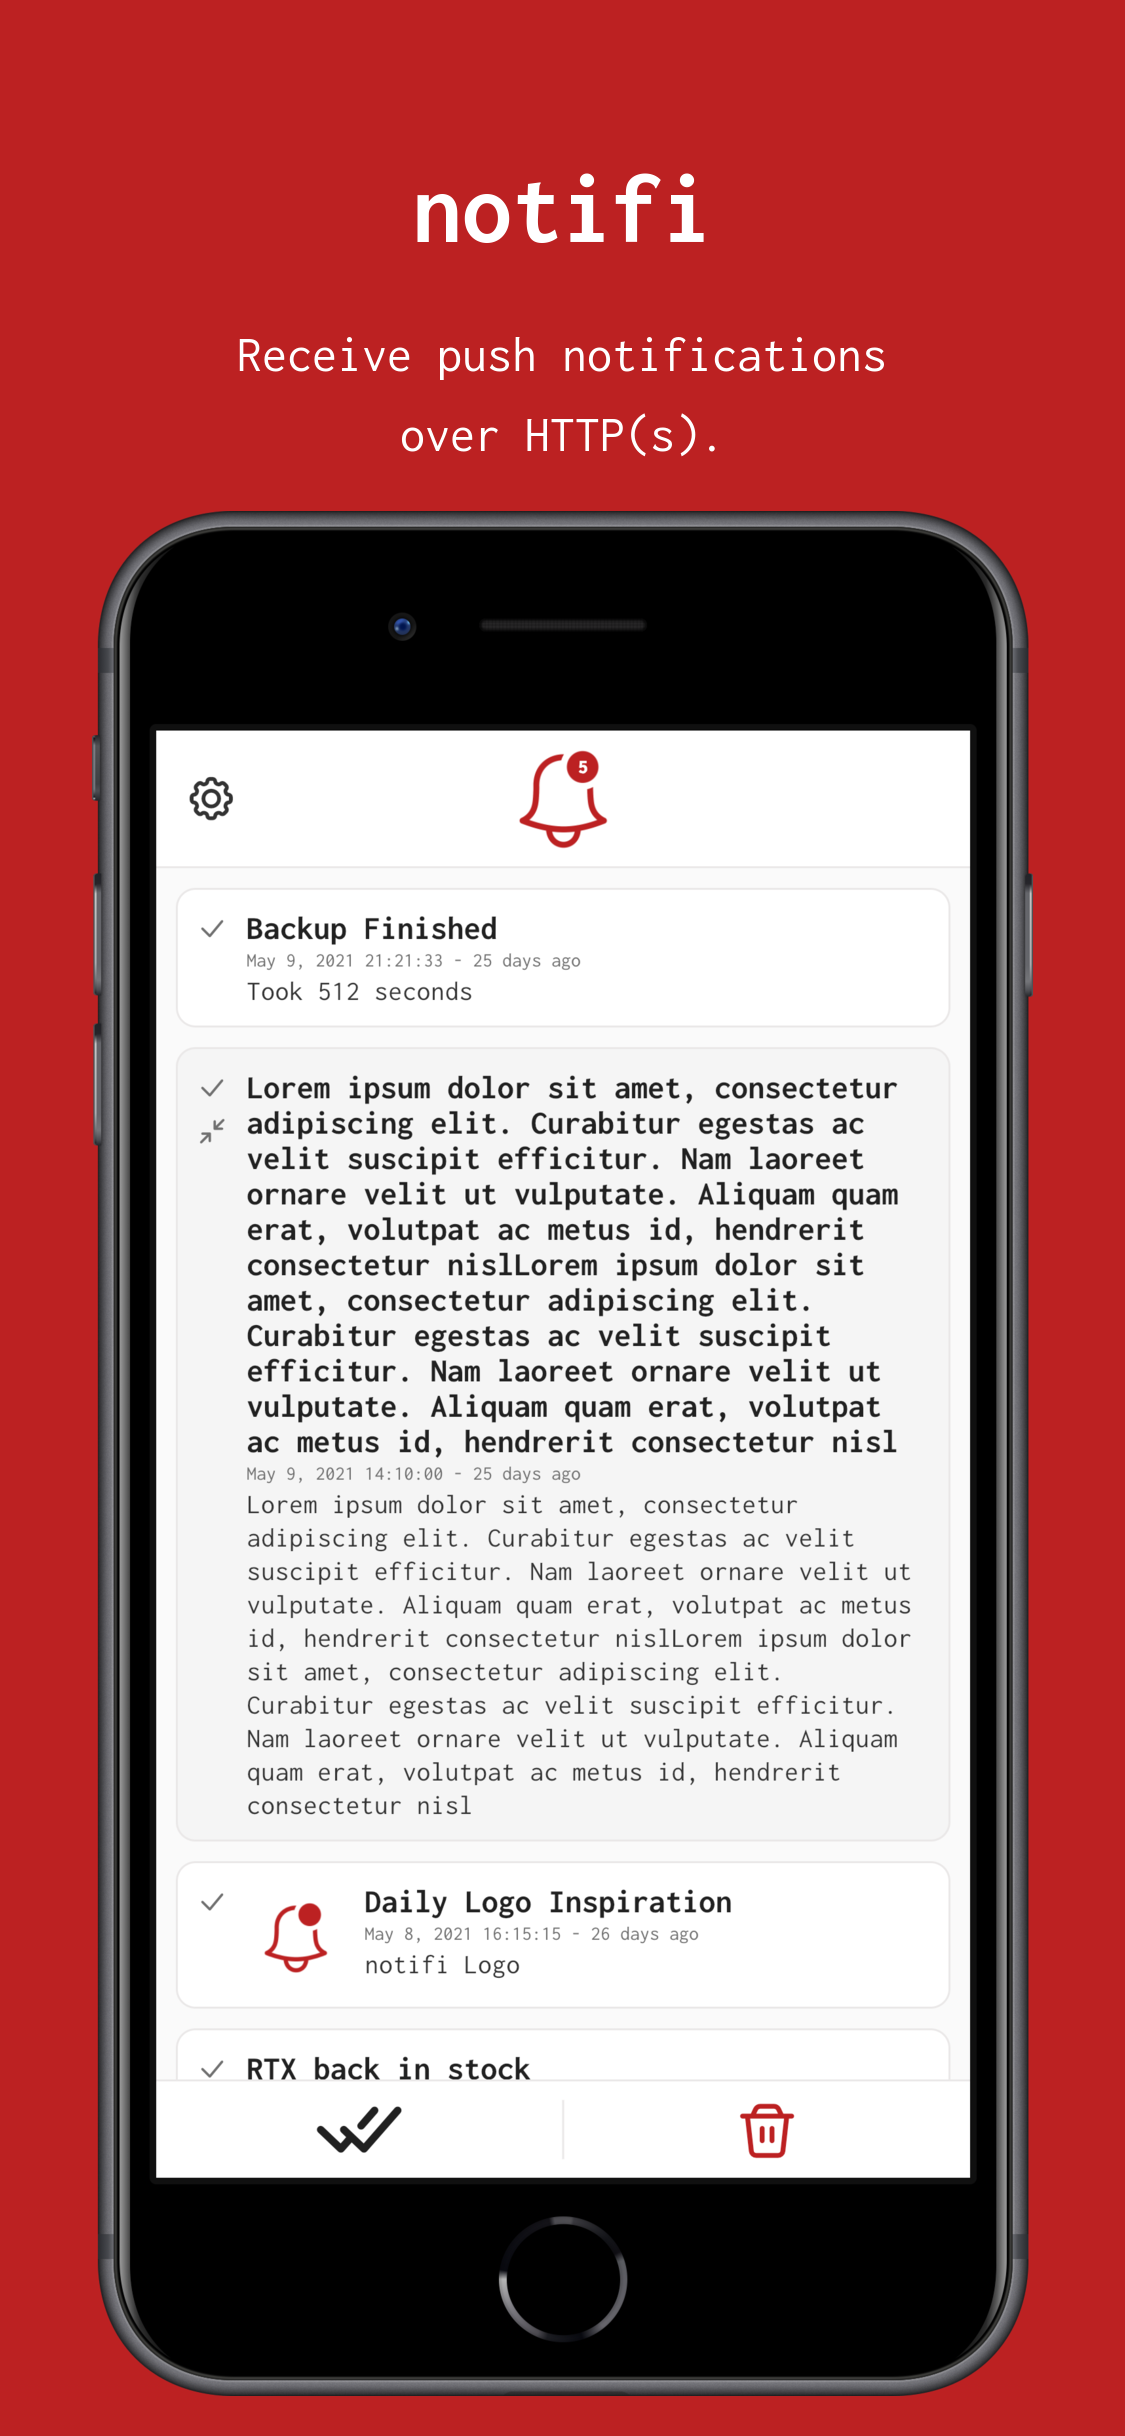 notifi
Receive push notifications
over HTTP(s).
5
Backup Finished
May 9, 2021 21:21:33 - 25 days ago
Took 512 seconds
Lorem ipsum dolor sit amet, consectetur
adipiscing elit. Curabitur egestas ac
velit suscipit efficitur. Nam laoreet
ornare velit ut vulputate. Aliquam quam
erat, volutpat ac metus id, hendrerit
consectetur nislLorem ipsum dolor sit
amet, consectetur adipiscing elit.
Curabitur egestas ac velit suscipit
efficitur. Nam laoreet ornare velit ut
vulputate. Aliquam quam erat, volutpat
ac metus id, hendrerit consectetur nisl
May 9, 2021 14:10:00 - 25 days ago
Lorem ipsum dolor sit amet, consectetur
adipiscing elit. Curabitur egestas ac velit
suscipit efficitur. Nam laoreet ornare velit ut
vulputate. Aliquam quam erat, volutpat ac metus
id, hendrerit consectetur nislLorem ipsum dolor
sit amet, consectetur adipiscing elit.
Curabitur egestas ac velit suscipit efficitur.
Nam laoreet ornare velit ut vulputate. Aliquam
quam erat, volutpat ac metus id, hendrerit
consectetur nisl
Daily Logo Inspiration
May 8, 2021 16:15:15 - 26 days ago
notifi Logo
RTX back in stock